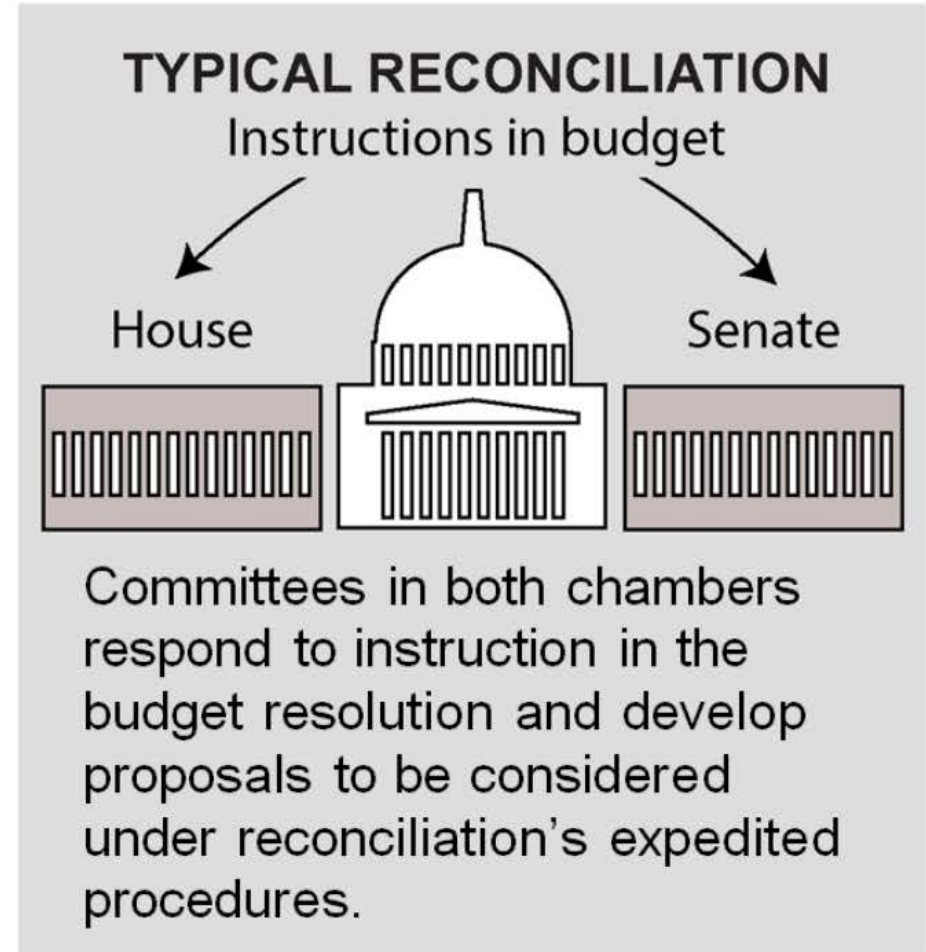 TYPICAL RECONCILIATION
Instructions in budget
House
Senate
Committees in both chambers
respond to instruction in the
budget resolution and develop
proposals to be considered
under reconciliation’s expedited
procedures.